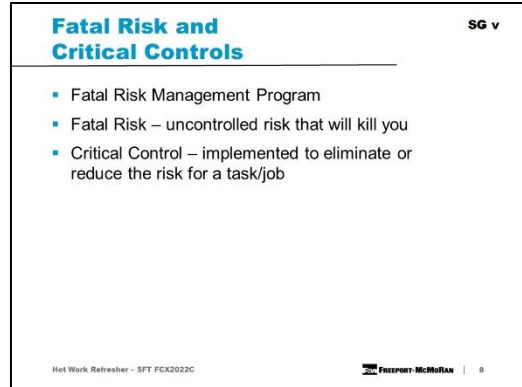 Fatal Risk and
Critical Controls
SG v
▪ Fatal Risk Management Program
▪ Fatal Risk – uncontrolled risk that will kill you
▪ Critical Control – implemented to eliminate or
reduce the risk for a task/job
Hot Work Refresher – SFT FCX2022C
FCX FREEPORT-MCMORAN | 8